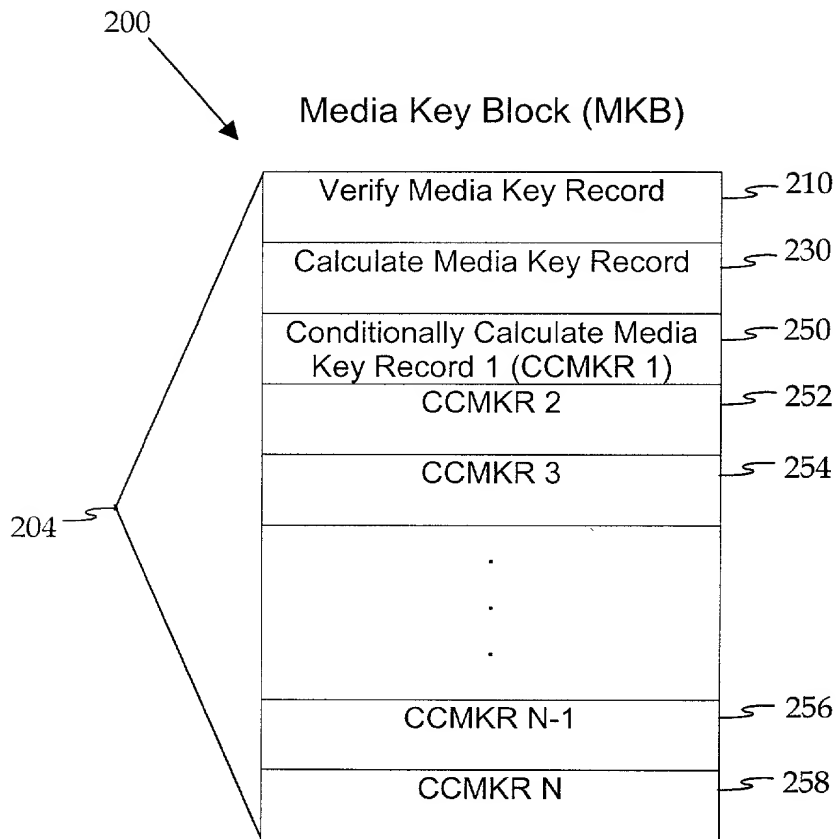 200
Media Key Block (MKB)
Verify Media Key Record
210
Calculate Media Key Record
230
Conditionally Calculate Media
Key Record 1 (CCMKR 1)
250
CCMKR 2
252
CCMKR 3
254
204
.
.
.
CCMKR N-1
256
CCMKR N
258